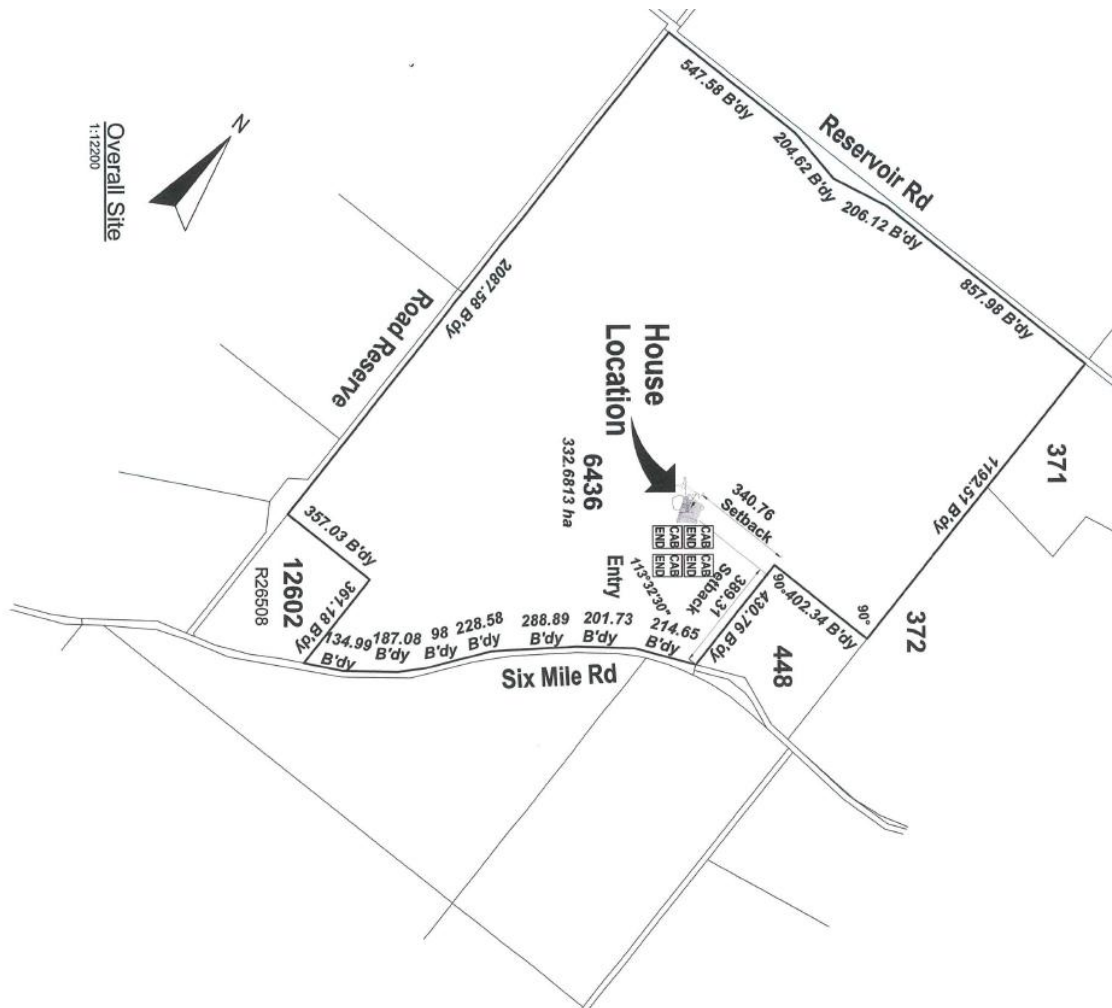 547.58 B'dy
204.62 B'dy
206.12 B'dy
857.98 B'dy
Reservoir Rd
N
Overall Site
1:12200
2087.58 B'dy
Road Reserve
House
Location
6436
332.6813 ha
340.76
Setback
1192.51 B'dy
371
372
CAB
END
CAB
END
CAB
END
CAB
END
Entry
113°32'30"
389.31
Setback
90°
402.34 B'dy
90°
430.76 B'dy
448
357.03 B'dy
12602
R26508
361.18 B'dy
134.99
B'dy
187.08
B'dy
98
B'dy
228.58
B'dy
288.89
B'dy
201.73
B'dy
214.65
B'dy
Six Mile Rd